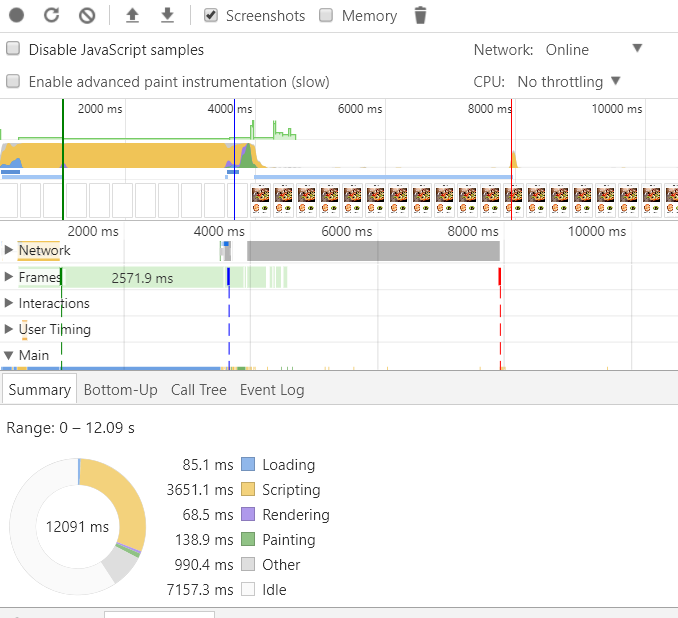 Screenshots Memory
Disable JavaScript samples Network: Online
Enable advanced paint instrumentation (slow) CPU: No throttling
2000 ms 4000 ms 6000 ms 8000 ms 10000 ms
2000 ms 4000 ms 6000 ms 8000 ms 10000 ms
Network
Frames 2571.9 ms
Interactions
User Timing
Main
Summary Bottom-Up Call Tree Event Log
Range: 0 – 12.09 s
85.1 ms Loading
3651.1 ms Scripting
68.5 ms Rendering
12091 ms
138.9 ms Painting
990.4 ms Other
7157.3 ms Idle